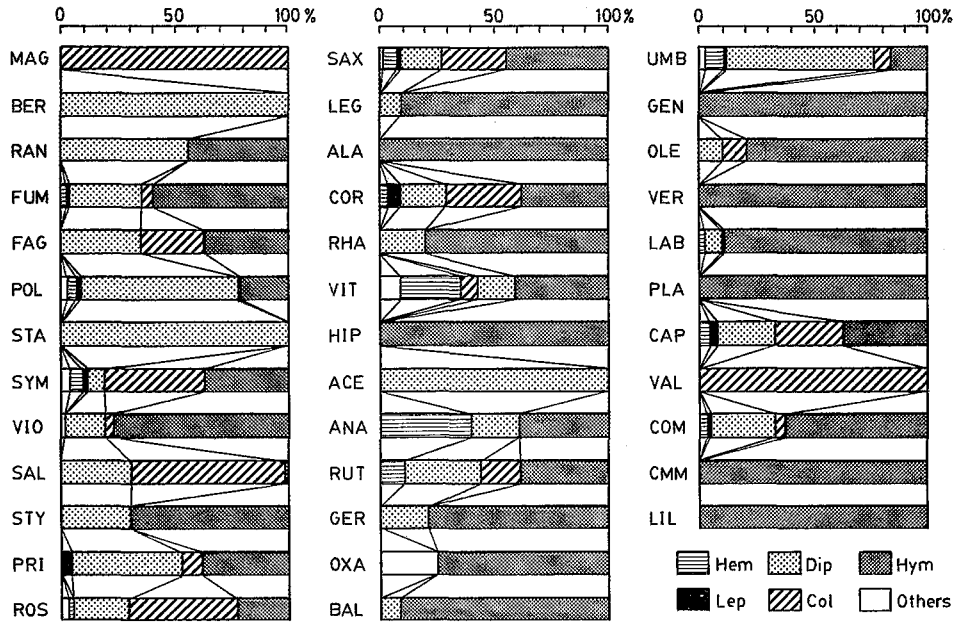 0 50 100 %
0 50 100%
0 50 100%
MAG
BER
RAN
FUM
FAG
POL
STA
SYM
VIO
SAL
STY
PRI
ROS
SAX
LEG
ALA
COR
RHA
VIT
HIP
ACE
ANA
RUT
GER
OXA
BAL
UMB
GEN
OLE
VER
LAB
PLA
CAP
VAL
COM
CMM
LIL
Hem Dip Hym
Lep Col Others